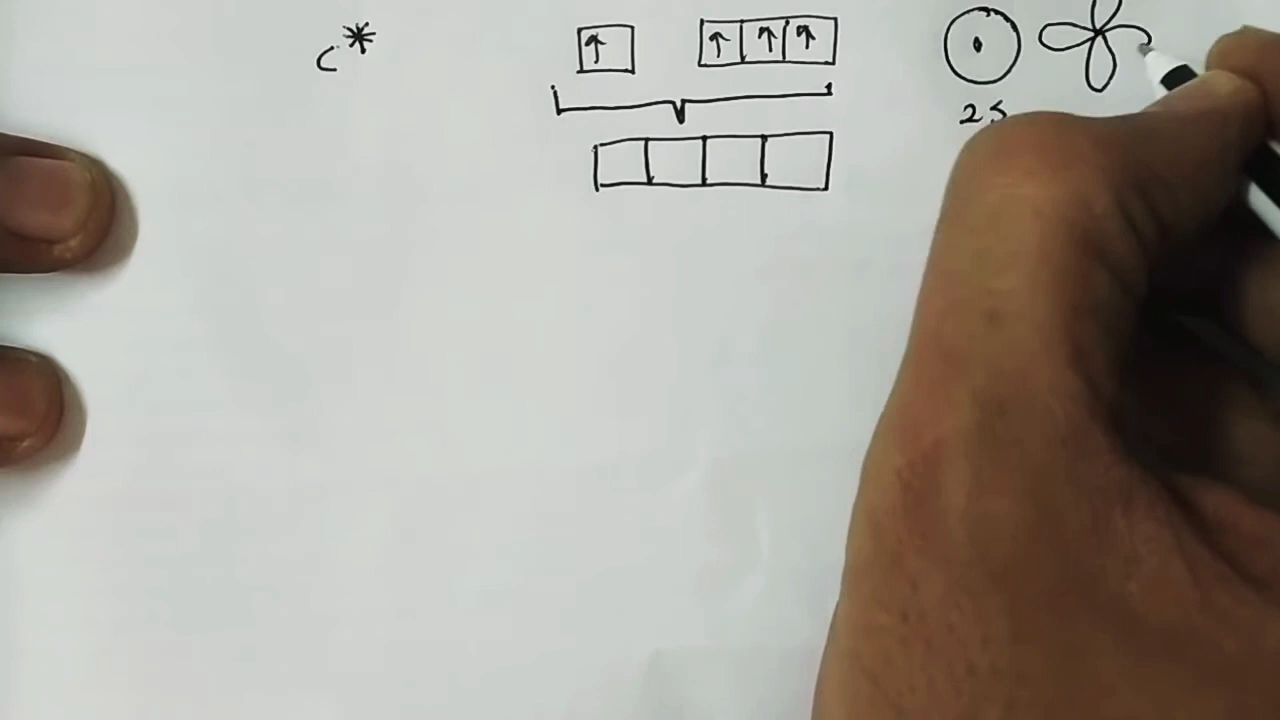 C* ↑ ↑ ↑ ↑
2S